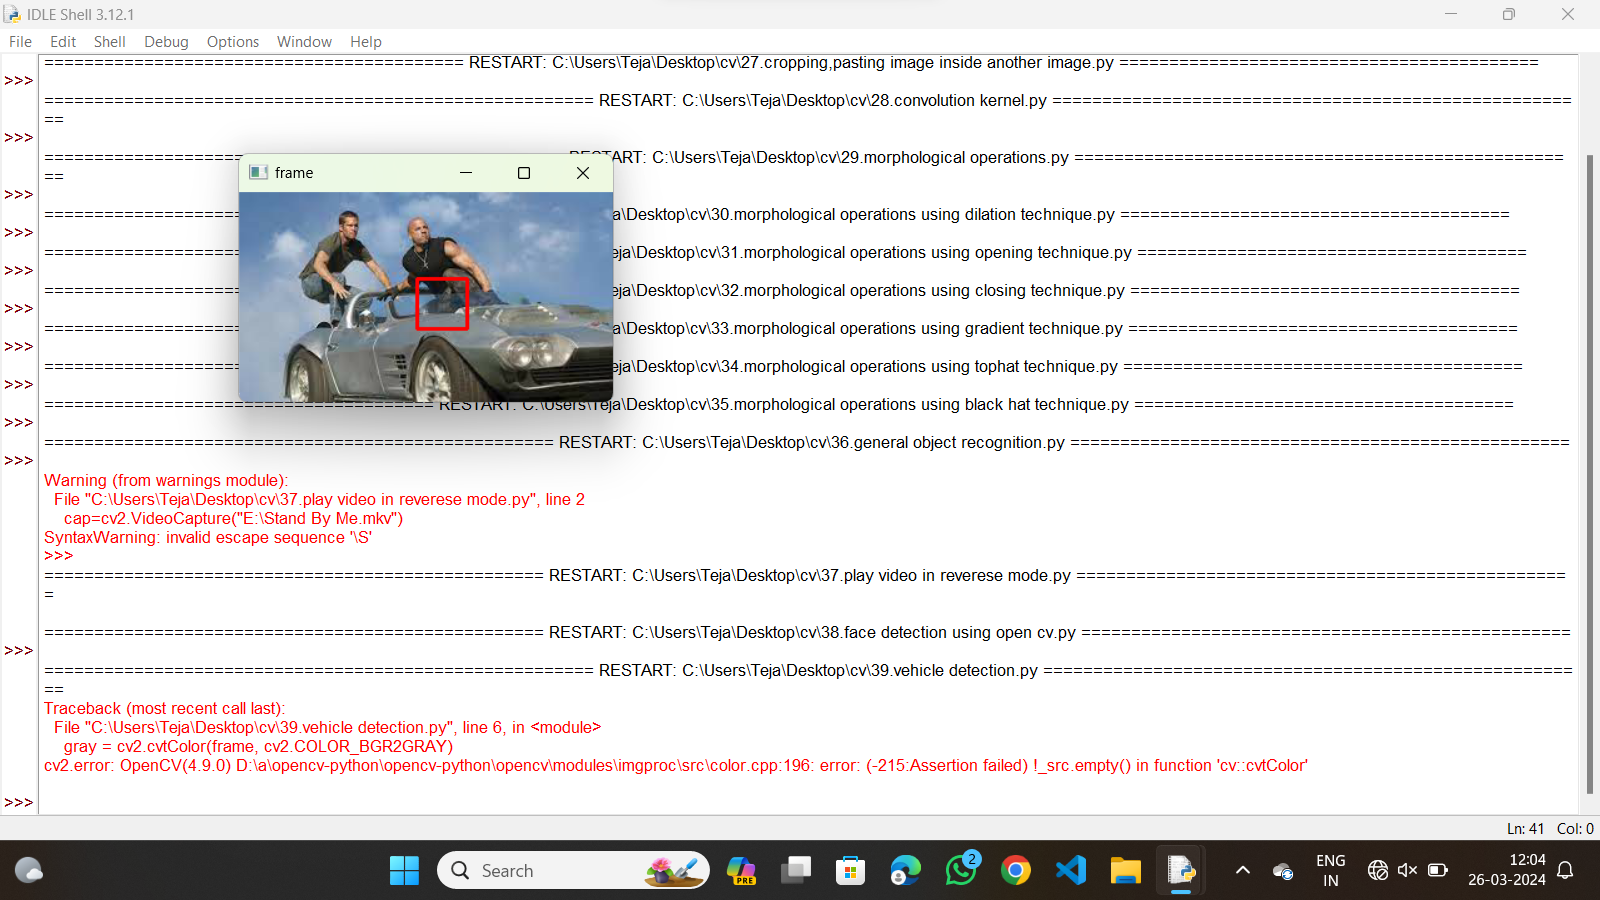 IDLE Shell 3.12.1
File Edit Shell Debug Options Window Help
========================================== RESTART: C:\Users\Teja\Desktop\cv\27.cropping,pasting image inside another image.py ==========================================
>>>
======================================================= RESTART: C:\Users\Teja\Desktop\cv\28.convolution kernel.py ====================================================
==
>>>
==================== START: C:\Users\Teja\Desktop\cv\29.morphological operations.py =================================================
==
>>>
==================== a\Desktop\cv\30.morphological operations using dilation technique.py =======================================
>>>
==================== eja\Desktop\cv\31.morphological operations using opening technique.py =======================================
>>>
==================== eja\Desktop\cv\32.morphological operations using closing technique.py =======================================
>>>
==================== a\Desktop\cv\33.morphological operations using gradient technique.py =======================================
>>>
==================== eja\Desktop\cv\34.morphological operations using tophat technique.py ========================================
>>>
======================================= RESTART: C:\Users\Teja\Desktop\cv\35.morphological operations using black hat technique.py ======================================
>>>
=================================================== RESTART: C:\Users\Teja\Desktop\cv\36.general object recognition.py ==================================================
>>>
Warning (from warnings module):
File "C:\Users\Teja\Desktop\cv\37.play video in reverese mode.py", line 2
cap=cv2.VideoCapture("E:\Stand By Me.mkv")
SyntaxWarning: invalid escape sequence '\S'
>>>
================================================== RESTART: C:\Users\Teja\Desktop\cv\37.play video in reverese mode.py =================================================
=
================================================== RESTART: C:\Users\Teja\Desktop\cv\38.face detection using open cv.py =================================================
>>>
======================================================= RESTART: C:\Users\Teja\Desktop\cv\39.vehicle detection.py =====================================================
==
Traceback (most recent call last):
File "C:\Users\Teja\Desktop\cv\39.vehicle detection.py", line 6, in <module>
gray = cv2.cvtColor(frame, cv2.COLOR_BGR2GRAY)
cv2.error: OpenCV(4.9.0) D:\a\opencv-python\opencv-python\opencv\modules\imgproc\src\color.cpp:196: error: (-215:Assertion failed) !_src.empty() in function 'cv::cvtColor'
>>>
frame
Ln: 41 Col: 0
Search
PRE
2
ENG
IN
12:04
26-03-2024